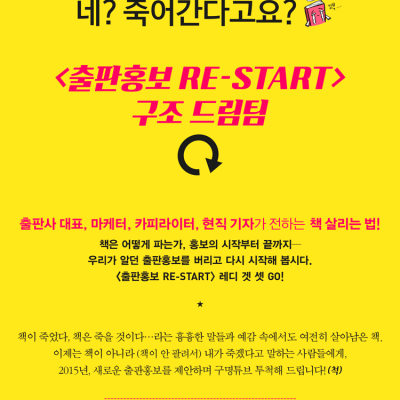 네? 죽어간다고요?
<출판홍보 RE-START>
구조 드림팀
출판사 대표, 마케터, 카피라이터, 현직 기자가 전하는 책 살리는 법!
책은 어떻게 파는가, 홍보의 시작부터 끝까지—
우리가 알던 출판홍보를 버리고 다시 시작해 봅시다.
<출판홍보 RE-START> 레디 겟 셋 GO!
책이 죽었다, 책은 죽을 것이다…라는 흉흉한 말들과 예감 속에서도 여전히 살아남은 책,
이제는 책이 아니라 (책이 안 팔려서) 내가 죽겠다고 말하는 사람들에게,
2015년, 새로운 출판홍보를 제안하며 구명튜브 투척해 드립니다! (척)